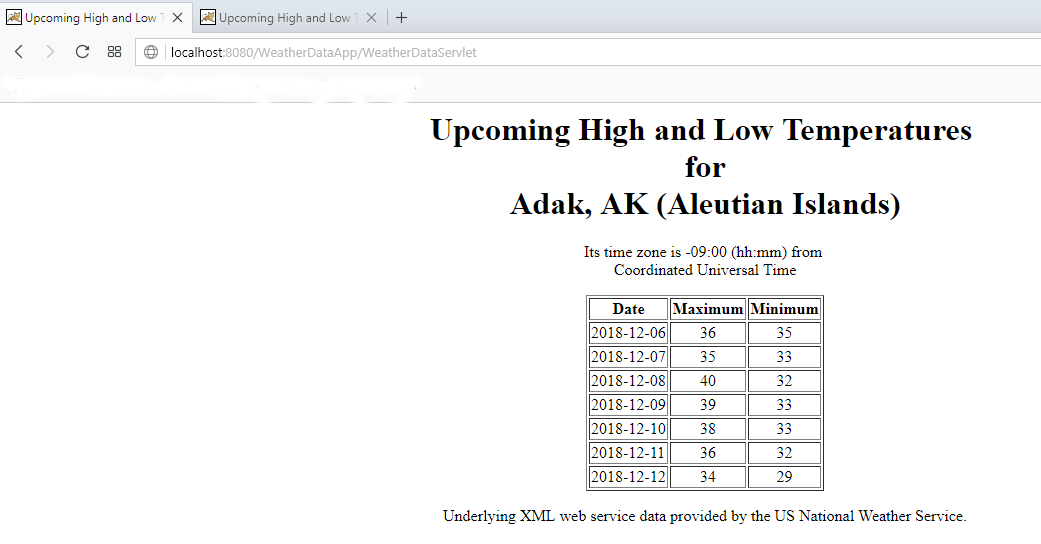 Upcoming High and Low T
Upcoming High and Low T
localhost:8080/WeatherDataApp/WeatherDataServlet
Upcoming High and Low Temperatures
for
Adak, AK (Aleutian Islands)
Its time zone is -09:00 (hh:mm) from
Coordinated Universal Time
Date Maximum Minimum
2018-12-06 36 35
2018-12-07 35 33
2018-12-08 40 32
2018-12-09 39 33
2018-12-10 38 33
2018-12-11 36 32
2018-12-12 34 29
Underlying XML web service data provided by the US National Weather Service.